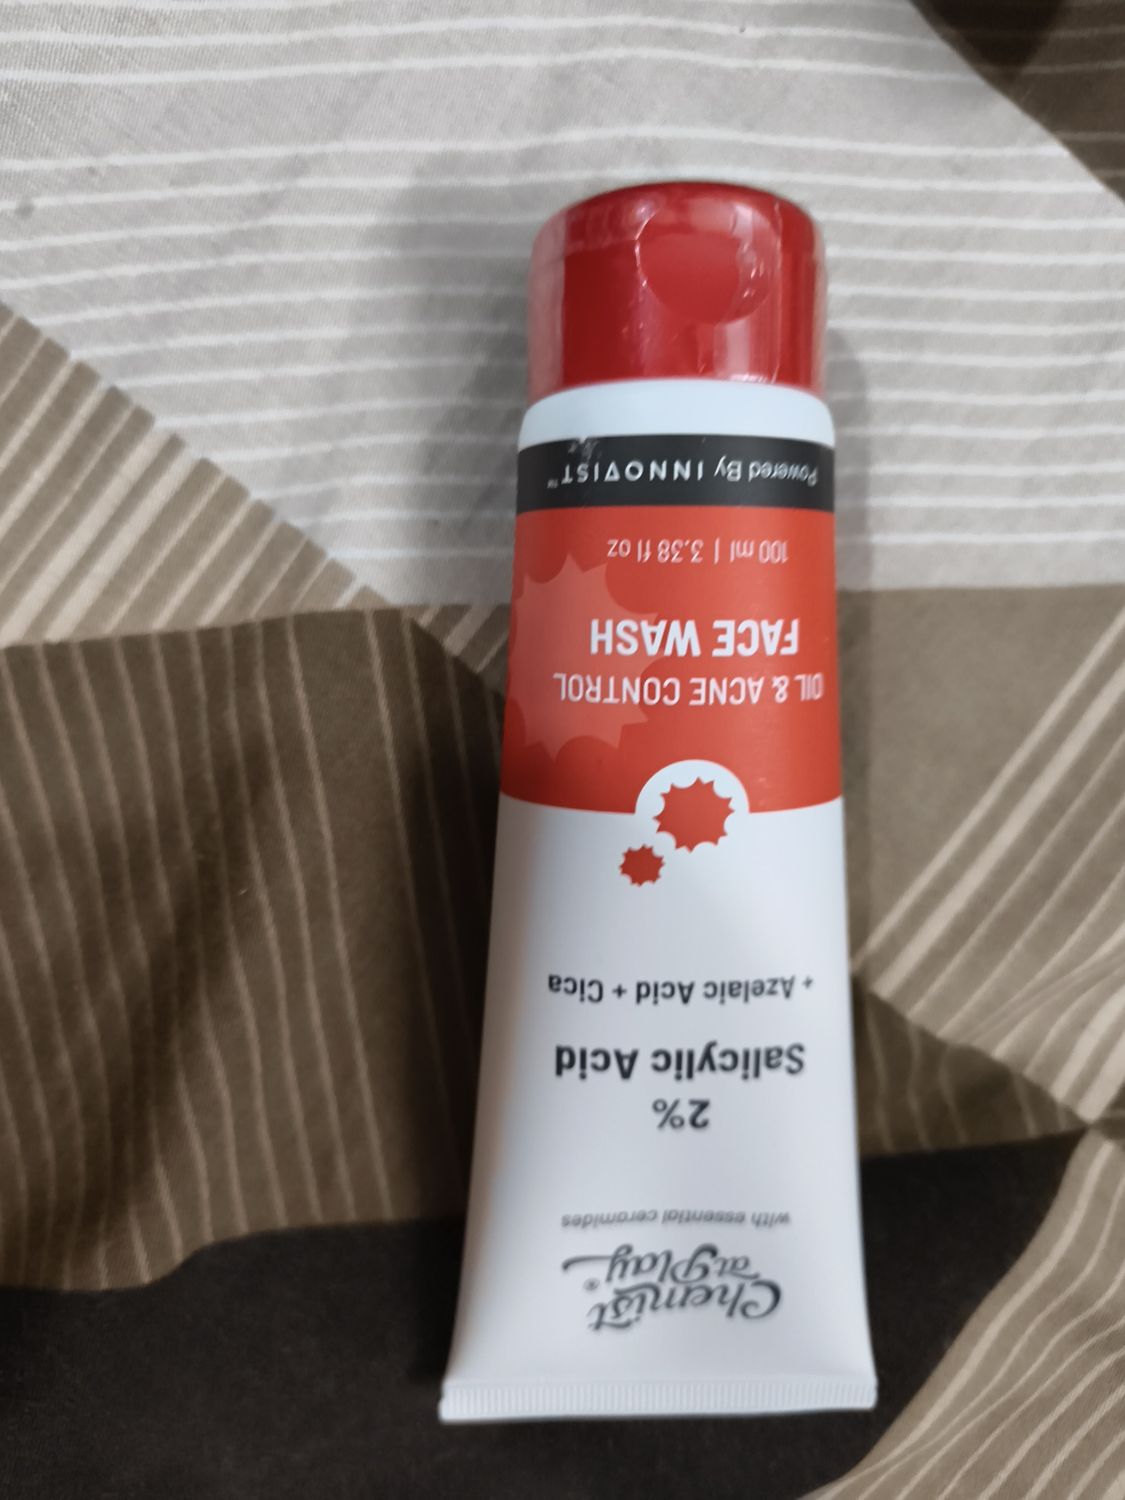 Chemist
at Play®
with essential ceramides
2%
Salicylic Acid
+ Azelaic Acid + Cica
OIL & ACNE CONTROL
FACE WASH
100 ml | 3.38 fl oz
Powered By INNOVIST™